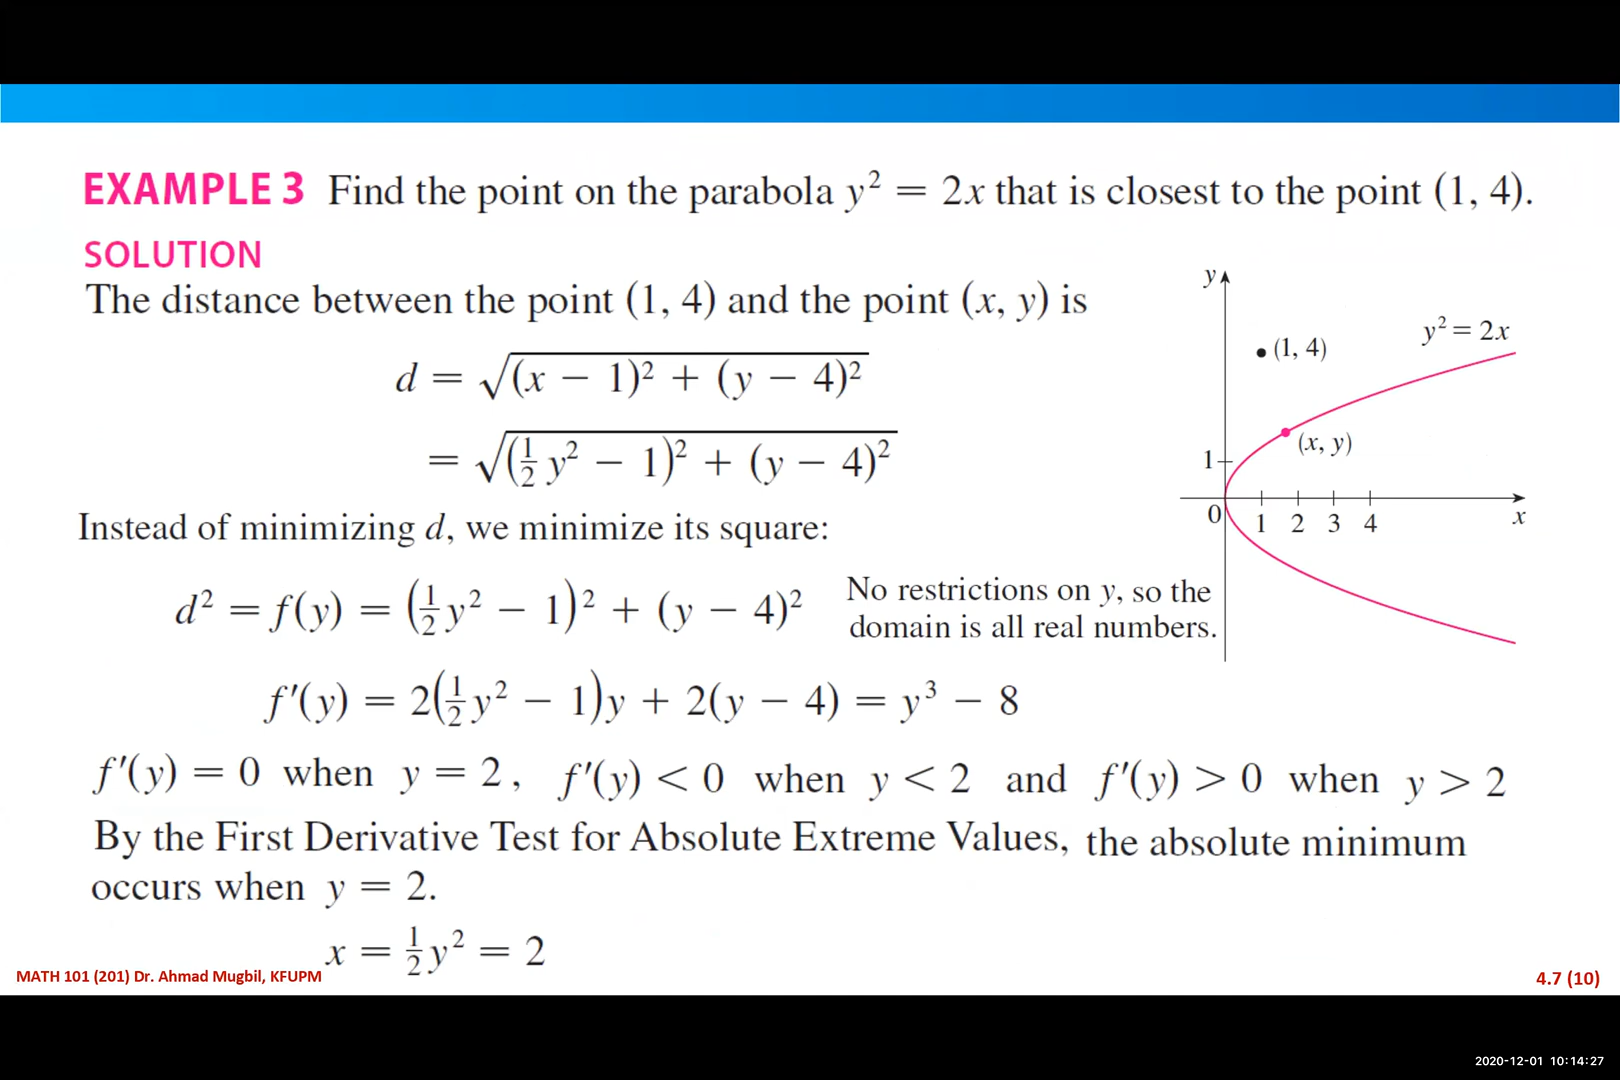 EXAMPLE 3 Find the point on the parabola y² = 2x that is closest to the point (1, 4).
SOLUTION
The distance between the point (1, 4) and the point (x, y) is
d = √((x − 1)² + (y − 4)²)
= √((½ y² − 1)² + (y − 4)²)
Instead of minimizing d, we minimize its square:
d² = f(y) = (½y² − 1)² + (y − 4)²
No restrictions on y, so the
domain is all real numbers.
f′(y) = 2(½y² − 1)y + 2(y − 4) = y³ − 8
f′(y) = 0 when y = 2, f′(y) < 0 when y < 2 and f′(y) > 0 when y > 2
By the First Derivative Test for Absolute Extreme Values, the absolute minimum
occurs when y = 2.
x = ½y² = 2
y
y² = 2x
(1, 4)
(x, y)
1
0 1 2 3 4 x
MATH 101 (201) Dr. Ahmad Mugbil, KFUPM
4.7 (10)
2020-12-01 10:14:27